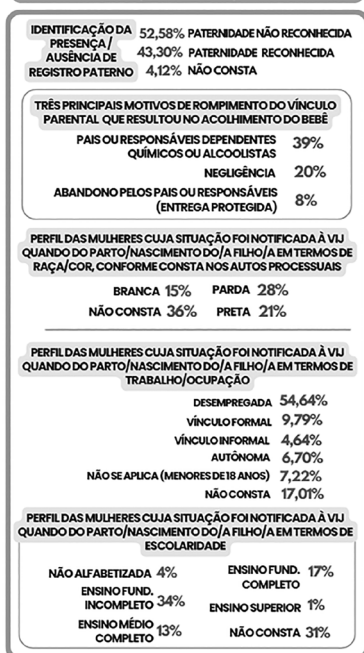 IDENTIFICAÇÃO DA
PRESENÇA /
AUSÊNCIA DE
REGISTRO PATERNO
52,58% PATERNIDADE NÃO RECONHECIDA
43,30% PATERNIDADE RECONHECIDA
4,12% NÃO CONSTA
TRÊS PRINCIPAIS MOTIVOS DE ROMPIMENTO DO VÍNCULO
PARENTAL QUE RESULTOU NO ACOLHIMENTO DO BEBÊ
PAIS OU RESPONSÁVEIS DEPENDENTES
QUÍMICOS OU ALCOOLISTAS 39%
NEGLIGÊNCIA 20%
ABANDONO PELOS PAIS OU RESPONSÁVEIS
(ENTREGA PROTEGIDA) 8%
PERFIL DAS MULHERES CUJA SITUAÇÃO FOI NOTIFICADA À VIJ
QUANDO DO PARTO/NASCIMENTO DO/A FILHO/A EM TERMOS DE
RAÇA/COR, CONFORME CONSTA NOS AUTOS PROCESSUAIS
BRANCA 15% PARDA 28%
NÃO CONSTA 36% PRETA 21%
PERFIL DAS MULHERES CUJA SITUAÇÃO FOI NOTIFICADA À VIJ
QUANDO DO PARTO/NASCIMENTO DO/A FILHO/A EM TERMOS DE
TRABALHO/OCUPAÇÃO
DESEMPREGADA 54,64%
VÍNCULO FORMAL 9,79%
VÍNCULO INFORMAL 4,64%
AUTÔNOMA 6,70%
NÃO SE APLICA (MENORES DE 18 ANOS) 7,22%
NÃO CONSTA 17,01%
PERFIL DAS MULHERES CUJA SITUAÇÃO FOI NOTIFICADA À VIJ
QUANDO DO PARTO/NASCIMENTO DO/A FILHO/A EM TERMOS DE
ESCOLARIDADE
NÃO ALFABETIZADA 4%
ENSINO FUND.
INCOMPLETO 34%
ENSINO MÉDIO
COMPLETO 13%
ENSINO FUND.
COMPLETO 17%
ENSINO SUPERIOR 1%
NÃO CONSTA 31%